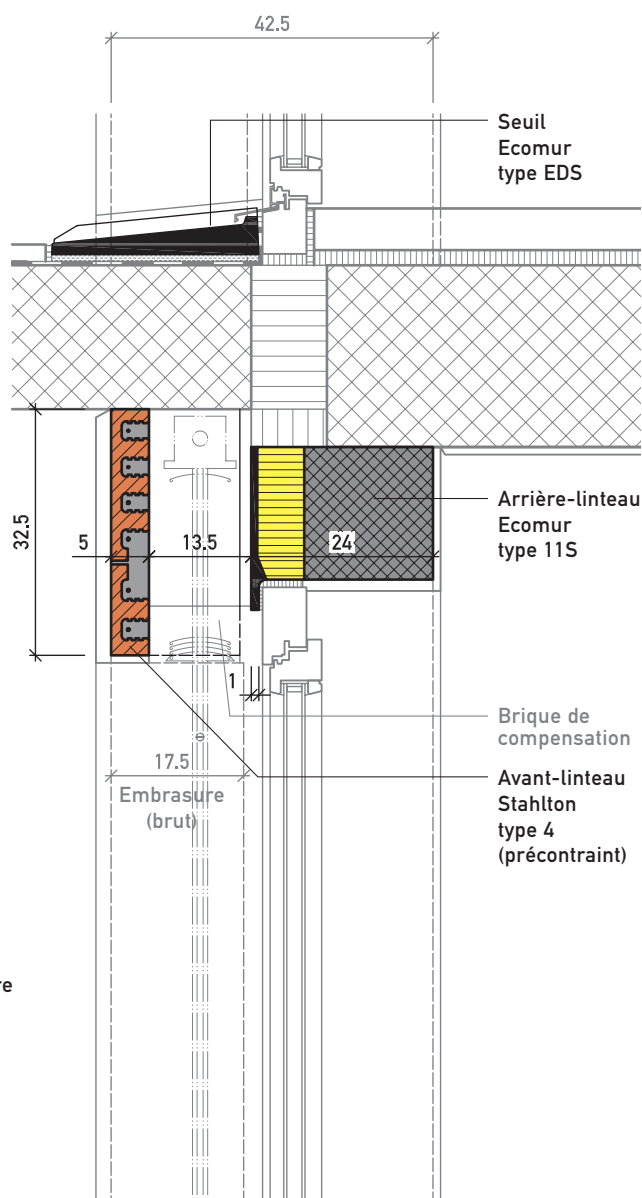 42.5
Seuil
Ecomur
type EDS
32.5
5
13.5
24
Arrière-linteau
Ecomur
type 11S
1
Brique de
compensation
17.5
Embrasure
(brut)
Avant-linteau
Stahlton
type 4
(précontraint)
re